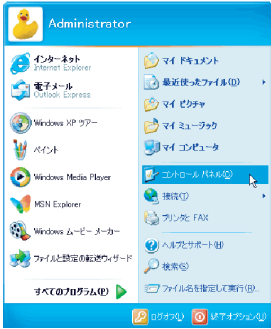 Administrator
インターネット
Internet Explorer
電子メール
Outlook Express
Windows XP ツアー
ペイント
Windows Media Player
MSN Explorer
Windows ムービー メーカー
ファイルと設定の転送ウィザード
すべてのプログラム(P)
マイ ドキュメント
最近使ったファイル(D)
マイ ピクチャ
マイ ミュージック
マイ コンピュータ
コントロール パネル(C)
接続(T)
プリンタと FAX
ヘルプとサポート(H)
検索(S)
ファイル名を指定して実行(R)...
ログオフ(L)
終了オプション(U)